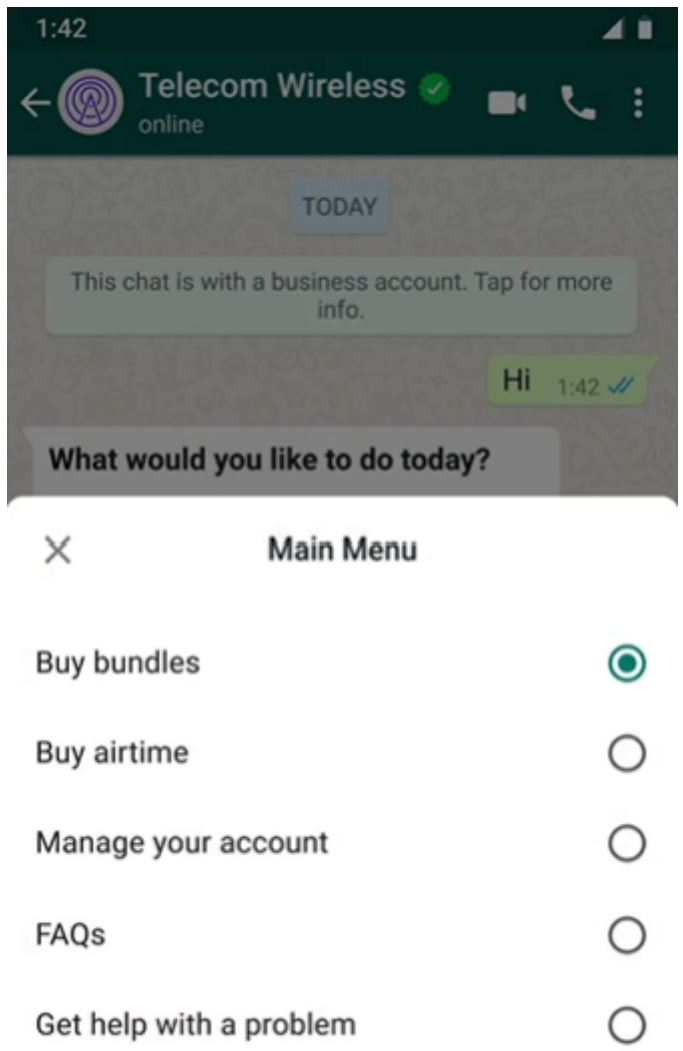 1:42
Telecom Wireless
online
TODAY
This chat is with a business account. Tap for more
info.
Hi 1:42
What would you like to do today?
Main Menu
Buy bundles
Buy airtime
Manage your account
FAQs
Get help with a problem